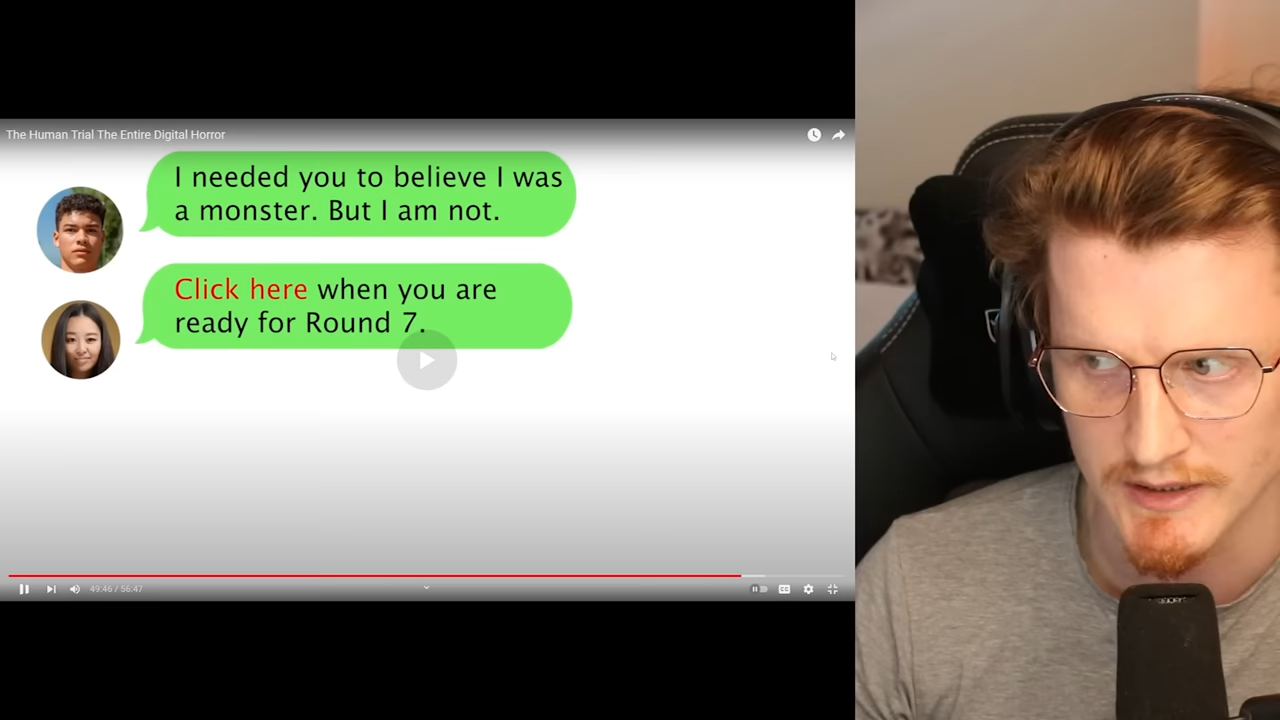 The Human Trial The Entire Digital Horror
I needed you to believe I was
a monster. But I am not.
Click here when you are
ready for Round 7.
49:46 / 56:47